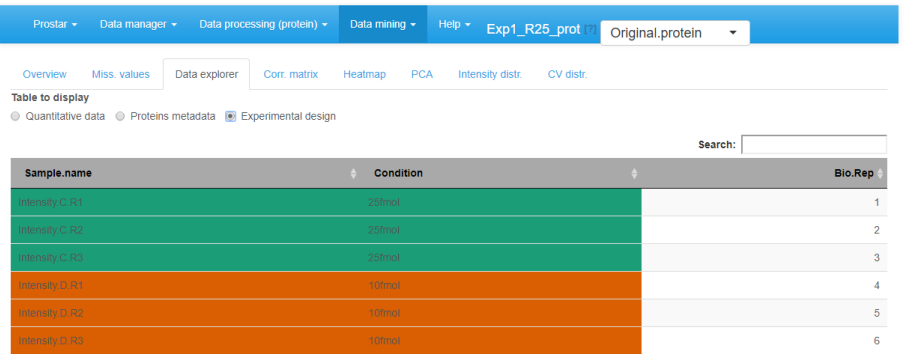 Prostar Data manager Data processing (protein) Data mining Help Exp1_R25_prot [?] Original.protein
Overview Miss. values Data explorer Corr. matrix Heatmap PCA Intensity distr. CV distr.
Table to display
Quantitative data Proteins metadata Experimental design
Search:
Sample.name Condition Bio.Rep
Intensity.C.R1 25fmol 1
Intensity.C.R2 25fmol 2
Intensity.C.R3 25fmol 3
Intensity.D.R1 10fmol 4
Intensity.D.R2 10fmol 5
Intensity.D.R3 10fmol 6